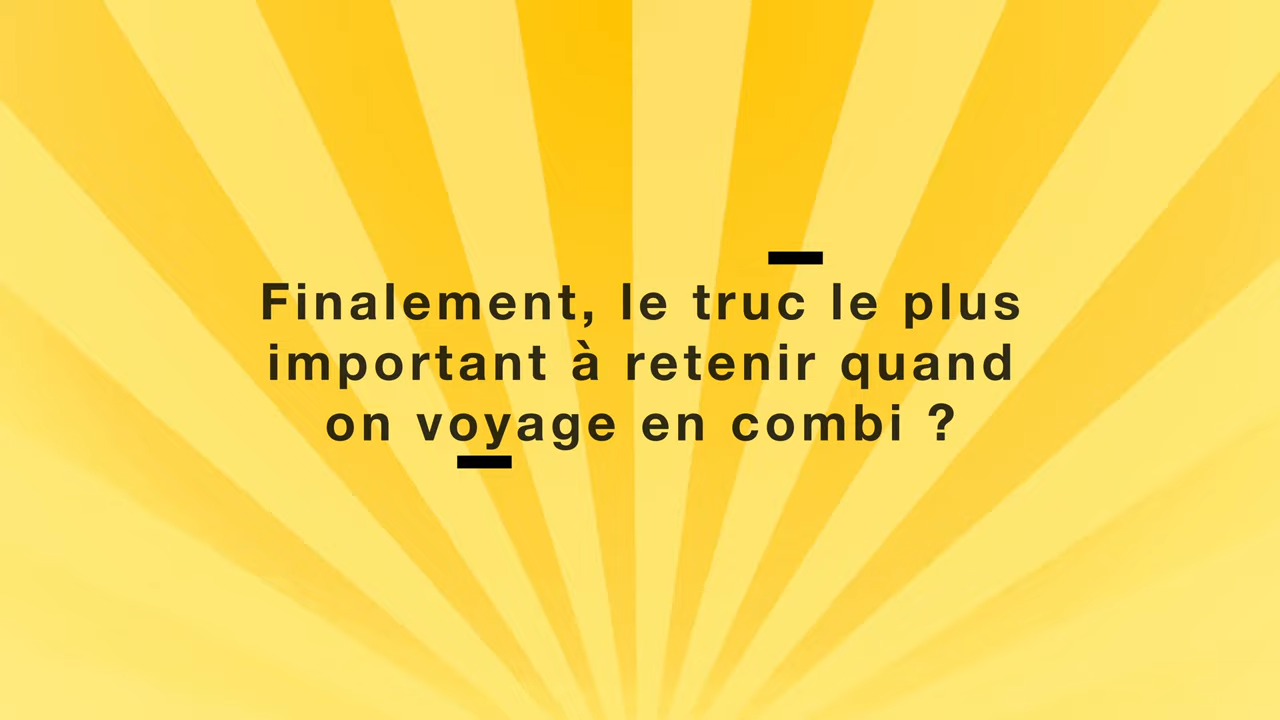 Finalement, le truc le plus
important à retenir quand
on voyage en combi ?